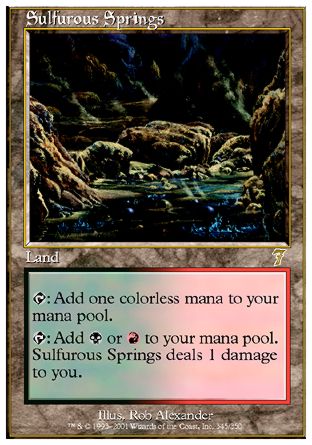 Sulfurous Springs
Land
7
: Add one colorless mana to your
mana pool.
: Add or to your mana pool.
Sulfurous Springs deals 1 damage
to you.
Illus. Rob Alexander
™ & © 1993–2001 Wizards of the Coast, Inc. 345/350